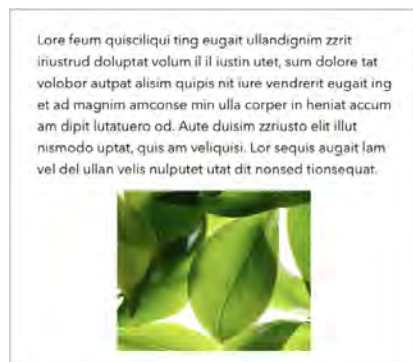 Lore feum quisciliqui ting eugait ullandignim zzrit
iriustrud doluptat volum il il iustin utet, sum dolore tat
volobor autpat alisim quipis nit iure vendrerit eugait ing
et ad magnim amconse min ulla corper in heniat accum
am dipit lutatuero od. Aute duisim zzriusto elit illut
nismodo uptat, quis am veliquisi. Lor sequis augait lam
vel del ullan velis nulputet utat dit nonsed tionsequat.